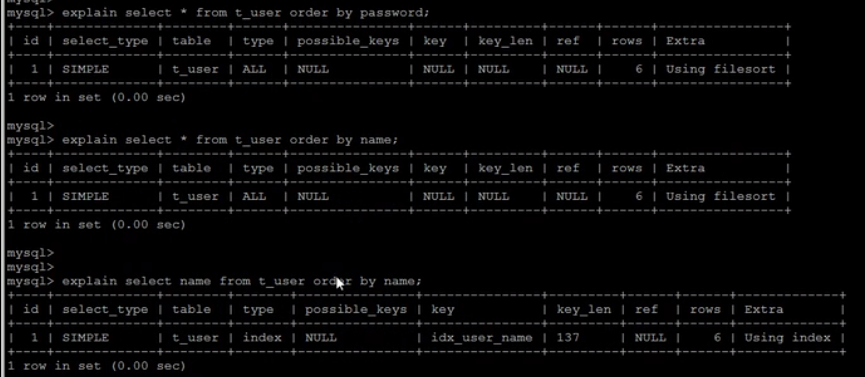 mysql> explain select * from t_user order by password;
+----+-------------+--------+------+---------------+------+---------+------+------+----------------+
| id | select_type | table | type | possible_keys | key | key_len | ref | rows | Extra |
+----+-------------+--------+------+---------------+------+---------+------+------+----------------+
| 1 | SIMPLE | t_user | ALL | NULL | NULL | NULL | NULL | 6 | Using filesort |
+----+-------------+--------+------+---------------+------+---------+------+------+----------------+
1 row in set (0.00 sec)
mysql>
mysql> explain select * from t_user order by name;
+----+-------------+--------+------+---------------+------+---------+------+------+----------------+
| id | select_type | table | type | possible_keys | key | key_len | ref | rows | Extra |
+----+-------------+--------+------+---------------+------+---------+------+------+----------------+
| 1 | SIMPLE | t_user | ALL | NULL | NULL | NULL | NULL | 6 | Using filesort |
+----+-------------+--------+------+---------------+------+---------+------+------+----------------+
1 row in set (0.00 sec)
mysql>
mysql>
mysql> explain select name from t_user order by name;
+----+-------------+--------+-------+---------------+---------------+---------+------+------+-------------+
| id | select_type | table | type | possible_keys | key | key_len | ref | rows | Extra |
+----+-------------+--------+-------+---------------+---------------+---------+------+------+-------------+
| 1 | SIMPLE | t_user | index | NULL | idx_user_name | 137 | NULL | 6 | Using index |
+----+-------------+--------+-------+---------------+---------------+---------+------+------+-------------+
1 row in set (0.00 sec)